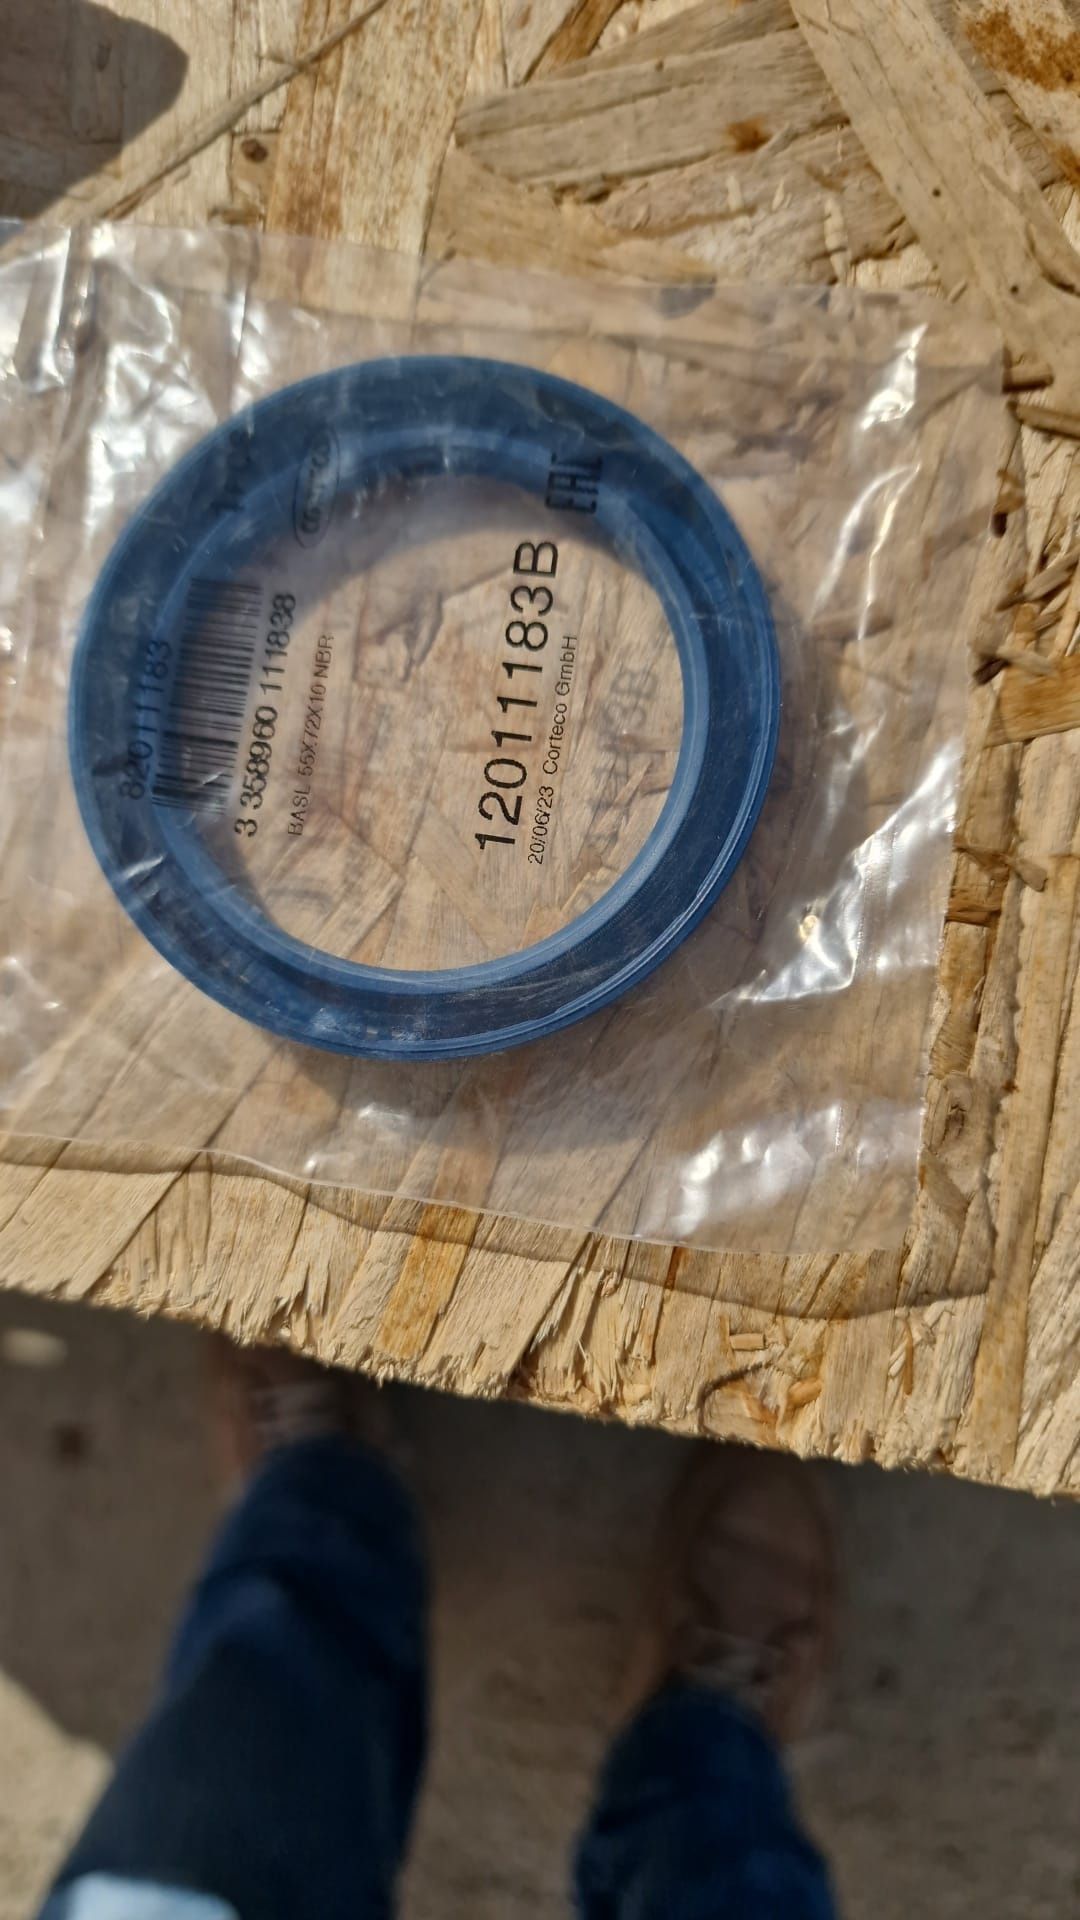 82011183
3 358960 111838
BASL 55X72X10 NBR
12011183B
20/06/23 Corteco GmbH
EAC